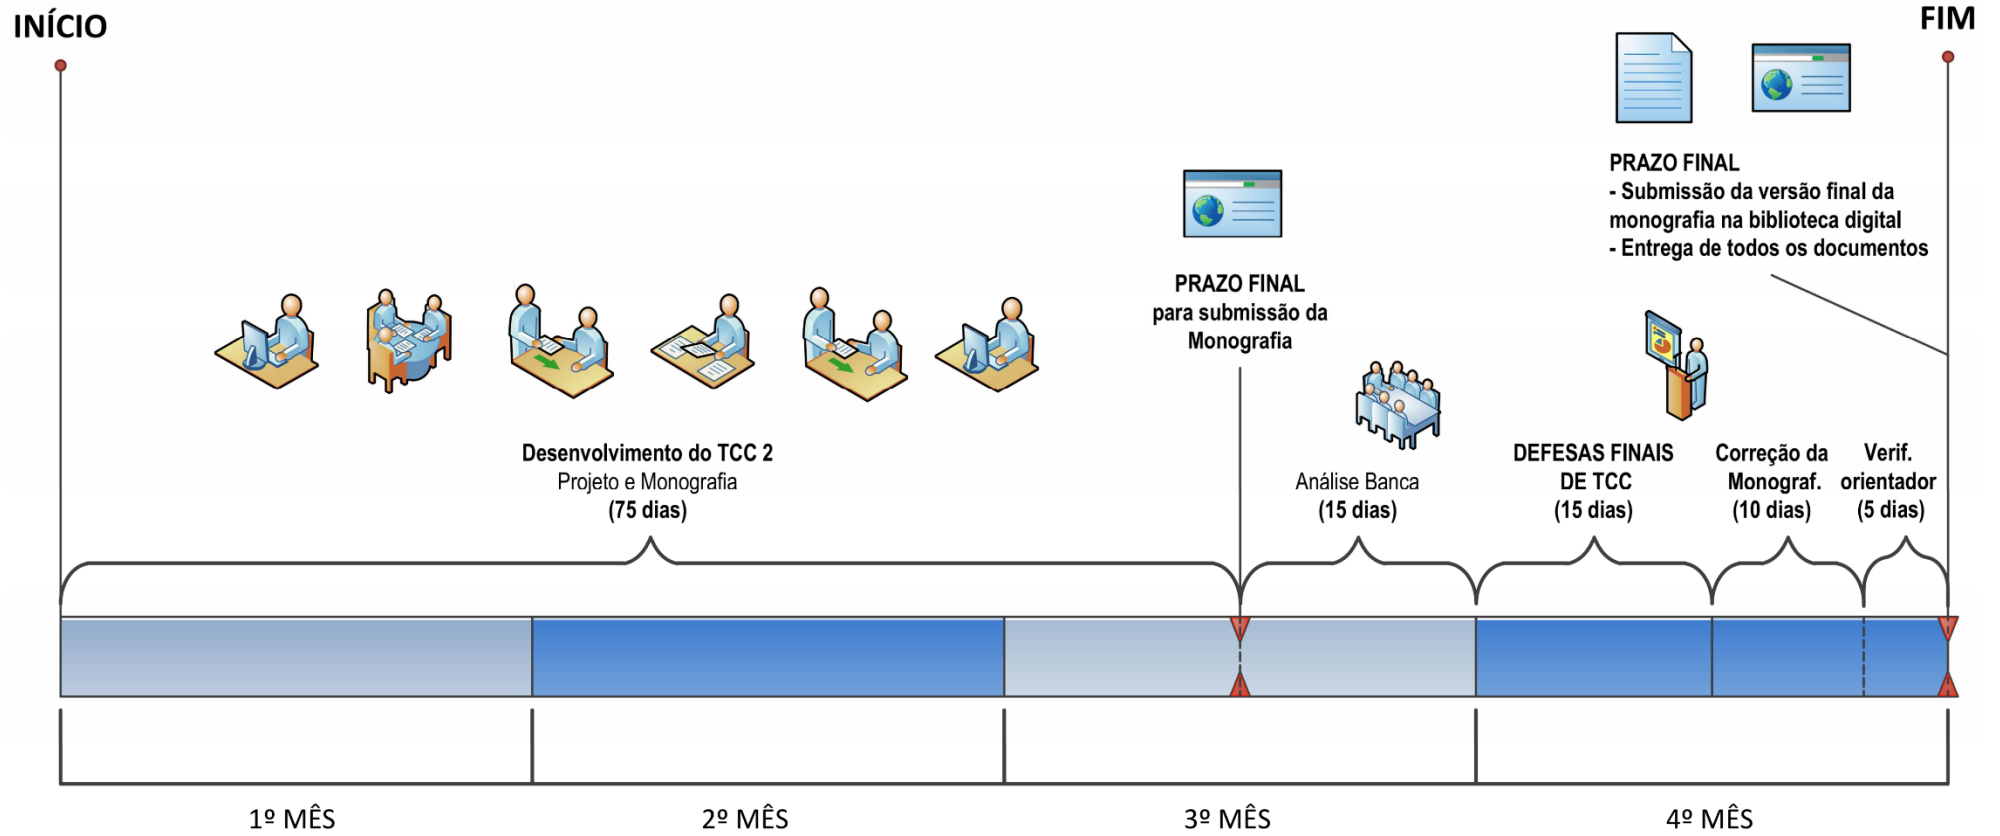 INÍCIO
FIM
PRAZO FINAL
- Submissão da versão final da
monografia na biblioteca digital
- Entrega de todos os documentos
PRAZO FINAL
para submissão da
Monografia
Desenvolvimento do TCC 2
Projeto e Monografia
(75 dias)
Análise Banca
(15 dias)
DEFESAS FINAIS
DE TCC
(15 dias)
Correção da
Monograf.
(10 dias)
Verif.
orientador
(5 dias)
1º MÊS
2º MÊS
3º MÊS
4º MÊS